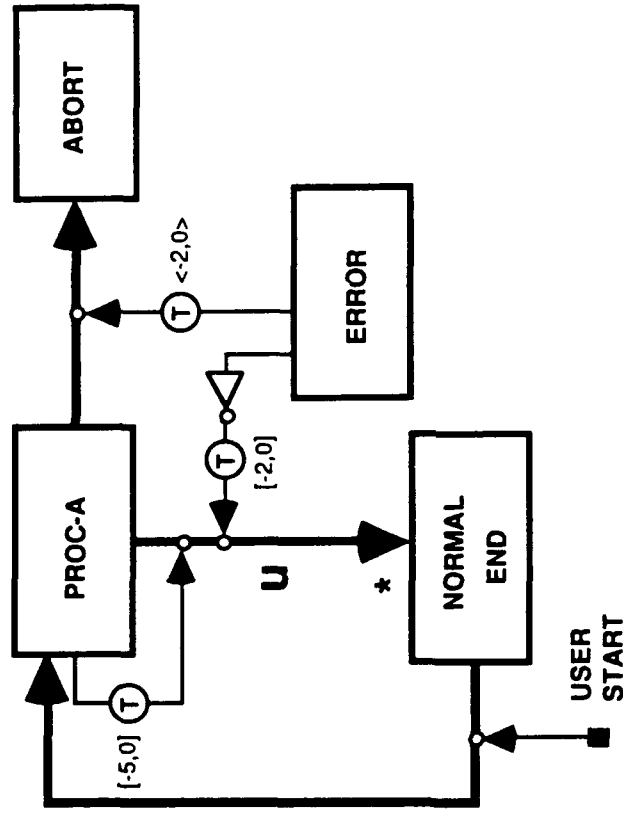 ABORT
PROC-A
T
<-2,0>
ERROR
T
[-2,0]
T
[-5,0]
U
*
NORMAL
END
USER
START